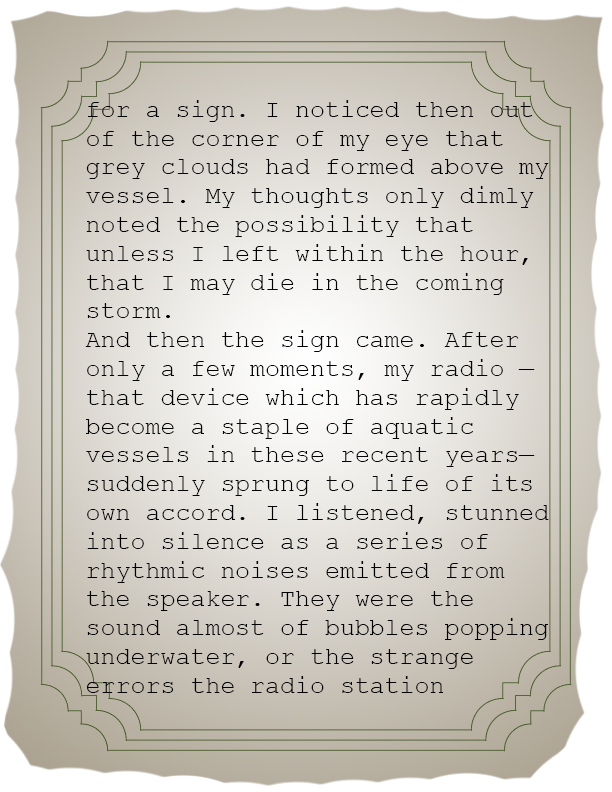 for a sign. I noticed then out
of the corner of my eye that
grey clouds had formed above my
vessel. My thoughts only dimly
noted the possibility that
unless I left within the hour,
that I may die in the coming
storm.
And then the sign came. After
only a few moments, my radio —
that device which has rapidly
become a staple of aquatic
vessels in these recent years—
suddenly sprung to life of its
own accord. I listened, stunned
into silence as a series of
rhythmic noises emitted from
the speaker. They were the
sound almost of bubbles popping
underwater, or the strange
errors the radio station